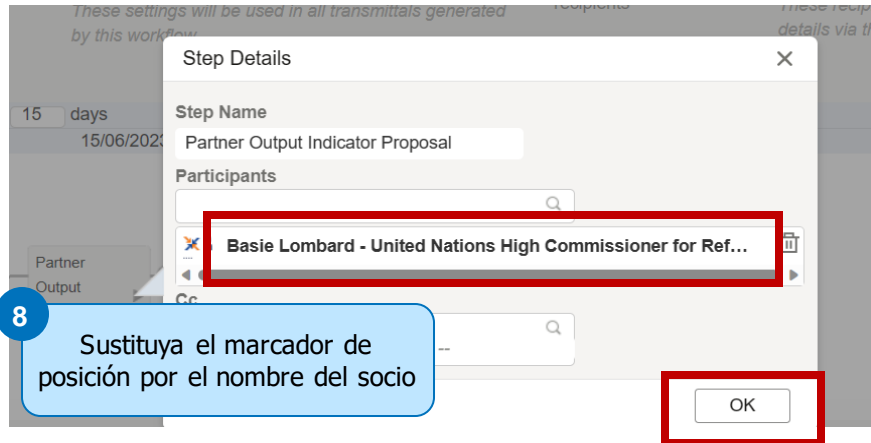 These settings will be used in all transmittals generated
by this workflow
recipients
These recip
details via th
Step Details
15 days
15/06/2023
Step Name
Partner Output Indicator Proposal
Participants
Basie Lombard - United Nations High Commissioner for Ref…
Partner
Output
Cc
--
8
Sustituya el marcador de
posición por el nombre del socio
OK